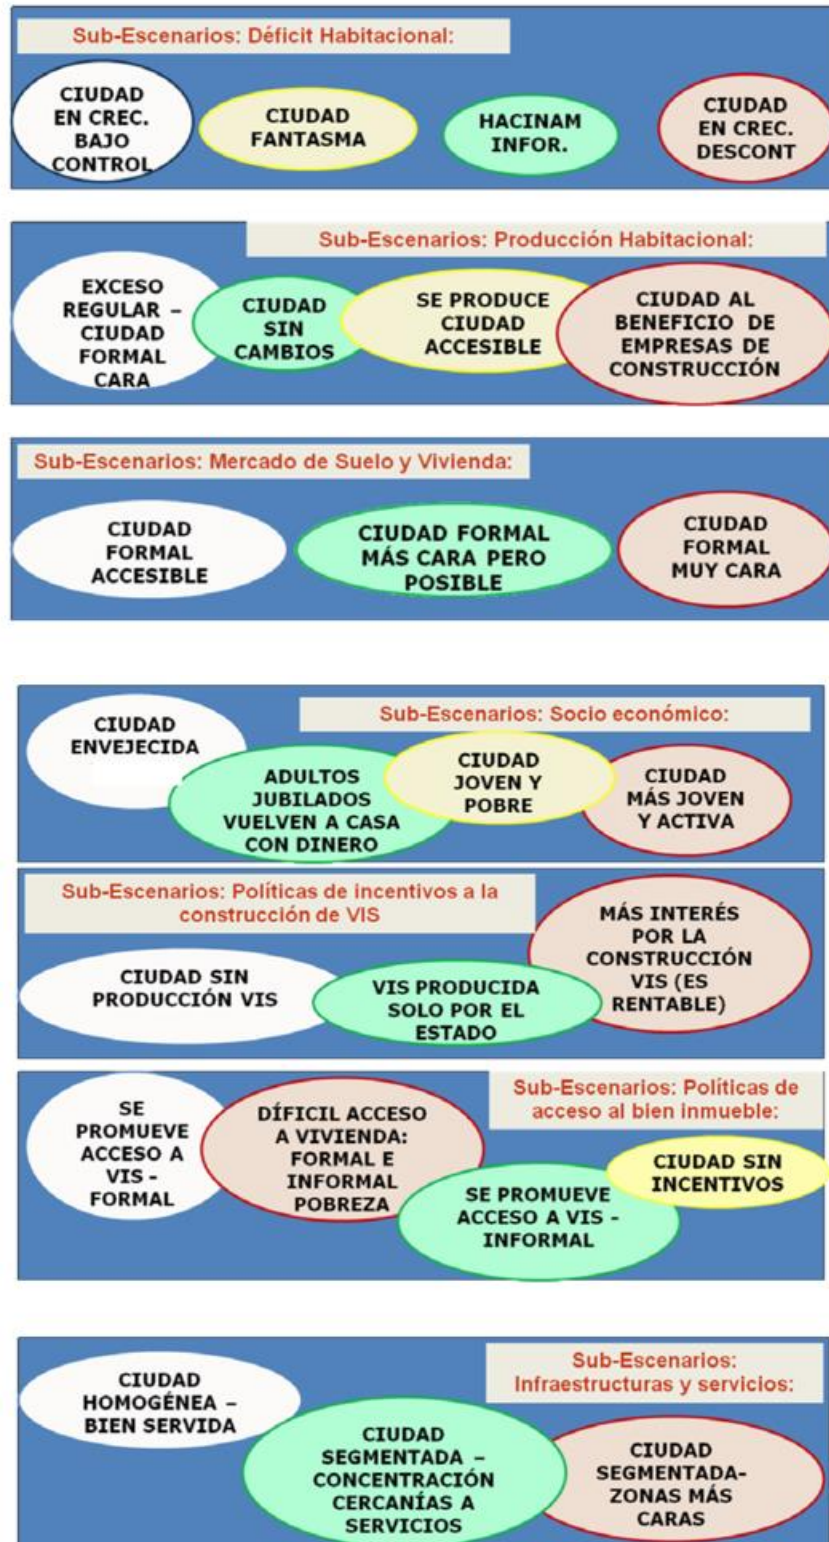 Sub-Escenarios: Déficit Habitacional:
CIUDAD
EN CREC.
BAJO
CONTROL
CIUDAD
FANTASMA
HACINAM
INFOR.
CIUDAD
EN CREC.
DESCONT
Sub-Escenarios: Producción Habitacional:
EXCESO
REGULAR –
CIUDAD
FORMAL
CARA
CIUDAD
SIN
CAMBIOS
SE PRODUCE
CIUDAD
ACCESIBLE
CIUDAD AL
BENEFICIO DE
EMPRESAS DE
CONSTRUCCIÓN
Sub-Escenarios: Mercado de Suelo y Vivienda:
CIUDAD
FORMAL
ACCESIBLE
CIUDAD FORMAL
MÁS CARA PERO
POSIBLE
CIUDAD
FORMAL
MUY CARA
Sub-Escenarios: Socio económico:
CIUDAD
ENVEJECIDA
ADULTOS
JUBILADOS
VUELVEN A CASA
CON DINERO
CIUDAD
JOVEN Y
POBRE
CIUDAD
MÁS JOVEN
Y ACTIVA
Sub-Escenarios: Políticas de incentivos a la
construcción de VIS
CIUDAD SIN
PRODUCCIÓN VIS
VIS PRODUCIDA
SOLO POR EL
ESTADO
MÁS INTERÉS
POR LA
CONSTRUCCIÓN
VIS (ES
RENTABLE)
Sub-Escenarios: Políticas de
acceso al bien inmueble:
SE
PROMUEVE
ACCESO A
VIS -
FORMAL
DÍFICIL ACCESO
A VIVIENDA:
FORMAL E
INFORMAL
POBREZA
SE PROMUEVE
ACCESO A VIS -
INFORMAL
CIUDAD SIN
INCENTIVOS
Sub-Escenarios:
Infraestructuras y servicios:
CIUDAD
HOMOGÉNEA –
BIEN SERVIDA
CIUDAD
SEGMENTADA –
CONCENTRACIÓN
CERCANÍAS A
SERVICIOS
CIUDAD
SEGMENTADA-
ZONAS MÁS
CARAS